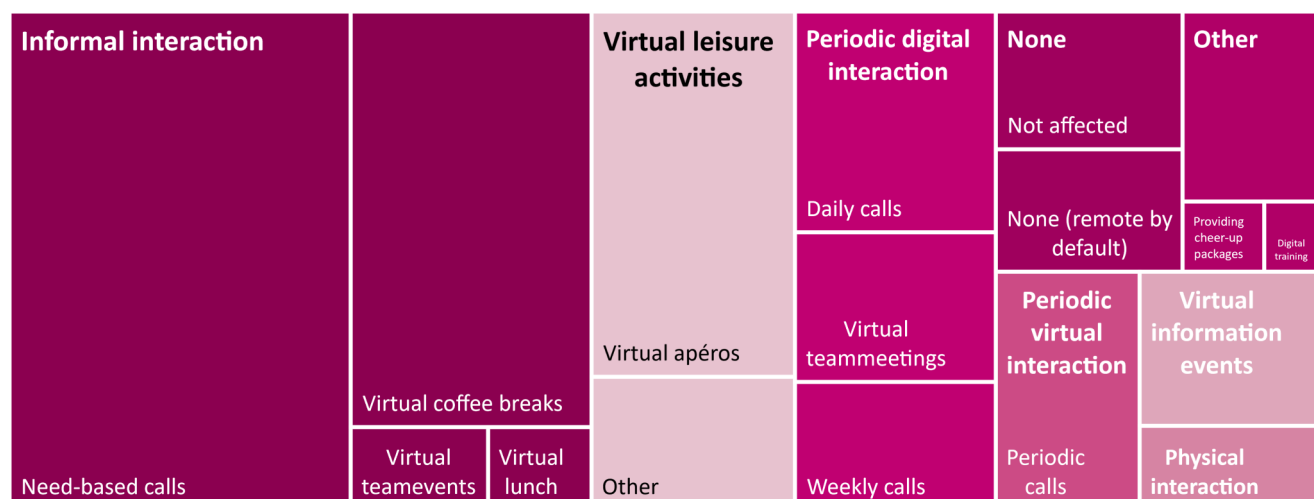 Informal interaction
Need-based calls
Virtual coffee breaks
Virtual
teamevents
Virtual
lunch
Virtual leisure
activities
Virtual apéros
Other
Periodic digital
interaction
Daily calls
Virtual
teammeetings
Weekly calls
None
Not affected
None (remote by
default)
Other
Providing
cheer-up
packages
Digital
training
Periodic
virtual
interaction
Periodic
calls
Virtual
information
events
Physical
interaction